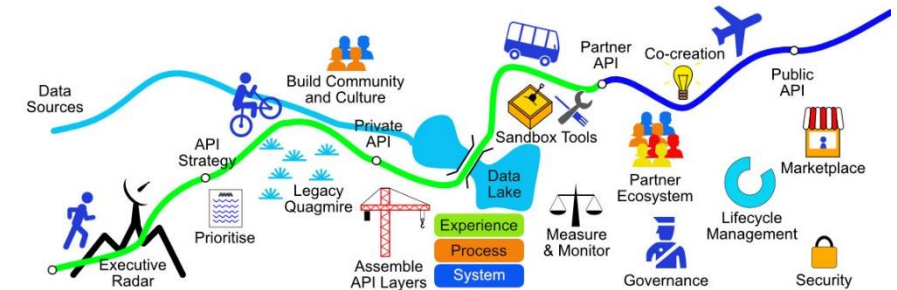 Data
Sources
Build Community
and Culture
API
Strategy
Private API
Legacy
Quagmire
Prioritise
Executive
Radar
Assemble
API Layers
Experience
Process
System
Data
Lake
Sandbox Tools
Partner
API
Co-creation
Public
API
Measure
& Monitor
Partner
Ecosystem
Governance
Lifecycle
Management
Marketplace
Security